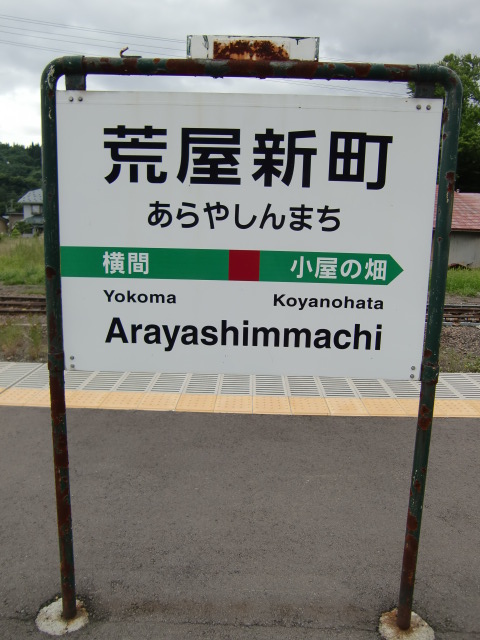 荒屋新町
あらやしんまち
横間 小屋の畑
Yokoma Koyanohata
Arayashimmachi